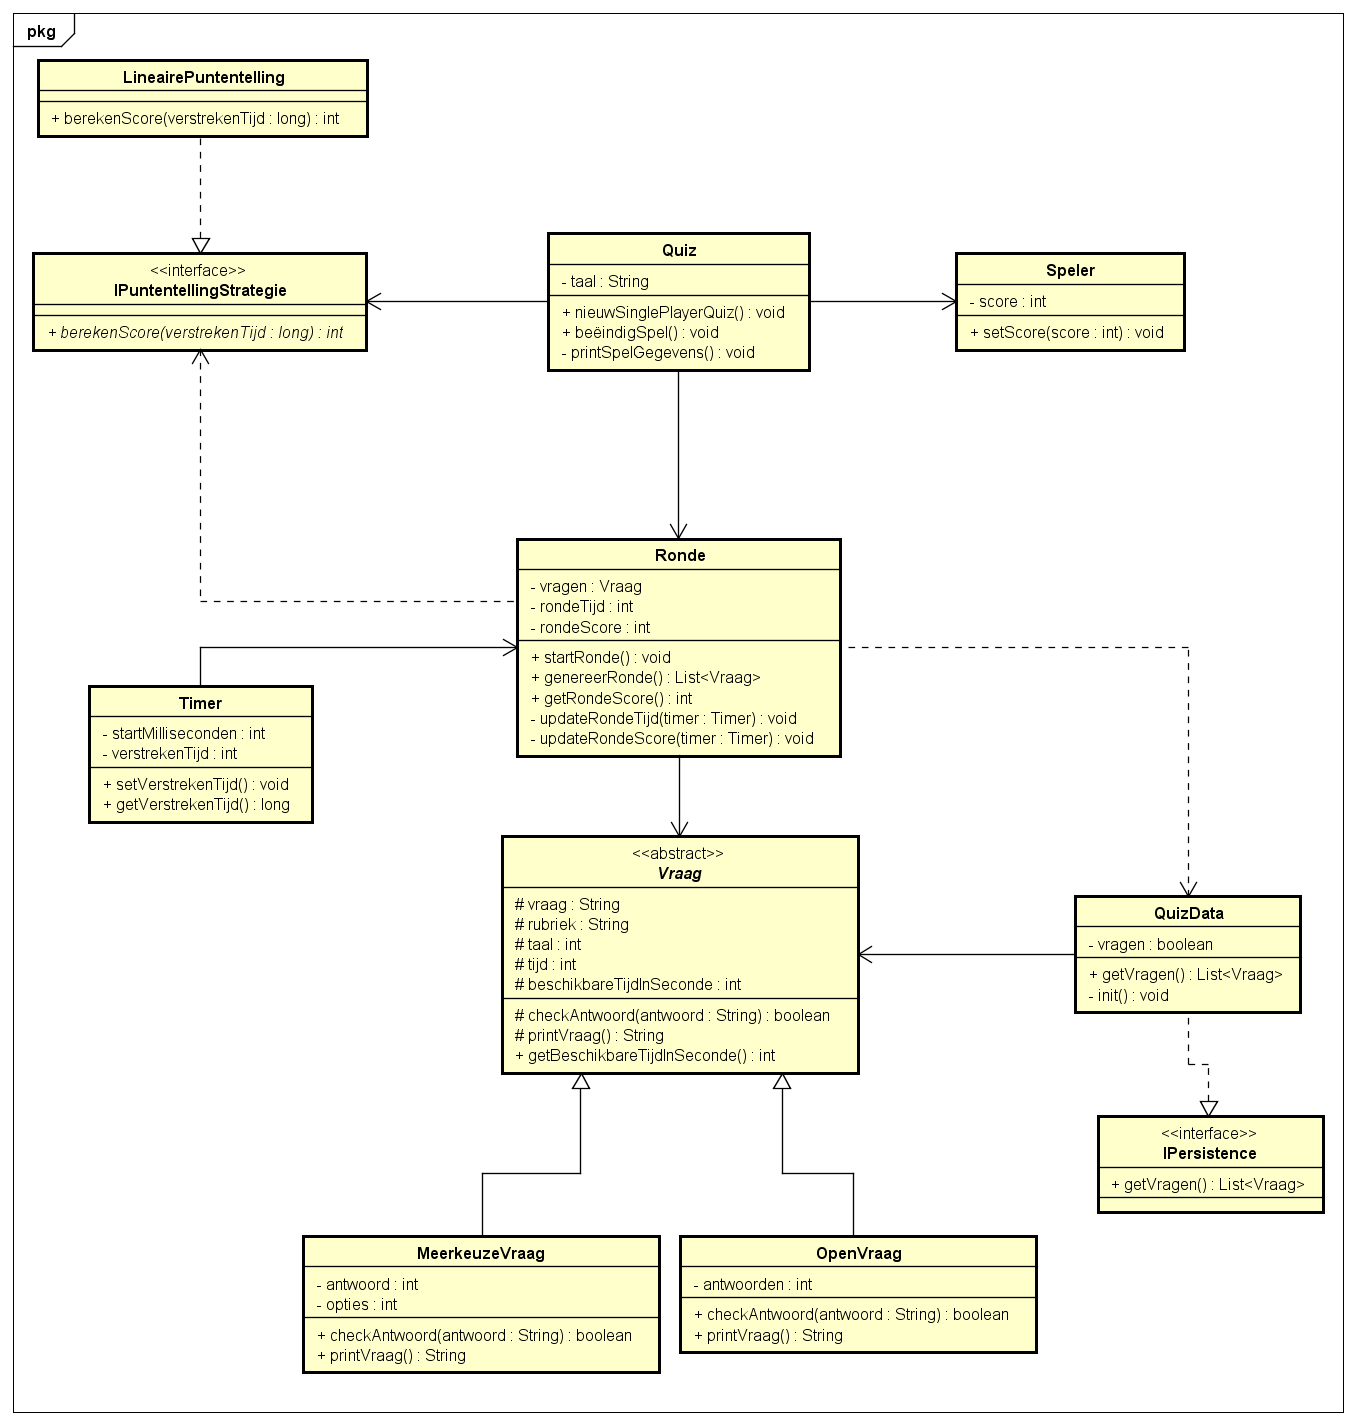 pkg
LineairePuntentelling
+ berekenScore(verstrekenTijd : long) : int
<<interface>>
IPuntentellingStrategie
+ berekenScore(verstrekenTijd : long) : int
Quiz
- taal : String
+ nieuwSinglePlayerQuiz() : void
+ beëindigSpel() : void
- printSpelGegevens() : void
Speler
- score : int
+ setScore(score : int) : void
Ronde
- vragen : Vraag
- rondeTijd : int
- rondeScore : int
+ startRonde() : void
+ genereerRonde() : List<Vraag>
+ getRondeScore() : int
- updateRondeTijd(timer : Timer) : void
- updateRondeScore(timer : Timer) : void
Timer
- startMilliseconden : int
- verstrekenTijd : int
+ setVerstrekenTijd() : void
+ getVerstrekenTijd() : long
<<abstract>>
Vraag
# vraag : String
# rubriek : String
# taal : int
# tijd : int
# beschikbareTijdInSeconde : int
# checkAntwoord(antwoord : String) : boolean
# printVraag() : String
+ getBeschikbareTijdInSeconde() : int
QuizData
- vragen : boolean
+ getVragen() : List<Vraag>
- init() : void
<<interface>>
IPersistence
+ getVragen() : List<Vraag>
MeerkeuzeVraag
- antwoord : int
- opties : int
+ checkAntwoord(antwoord : String) : boolean
+ printVraag() : String
OpenVraag
- antwoorden : int
+ checkAntwoord(antwoord : String) : boolean
+ printVraag() : String